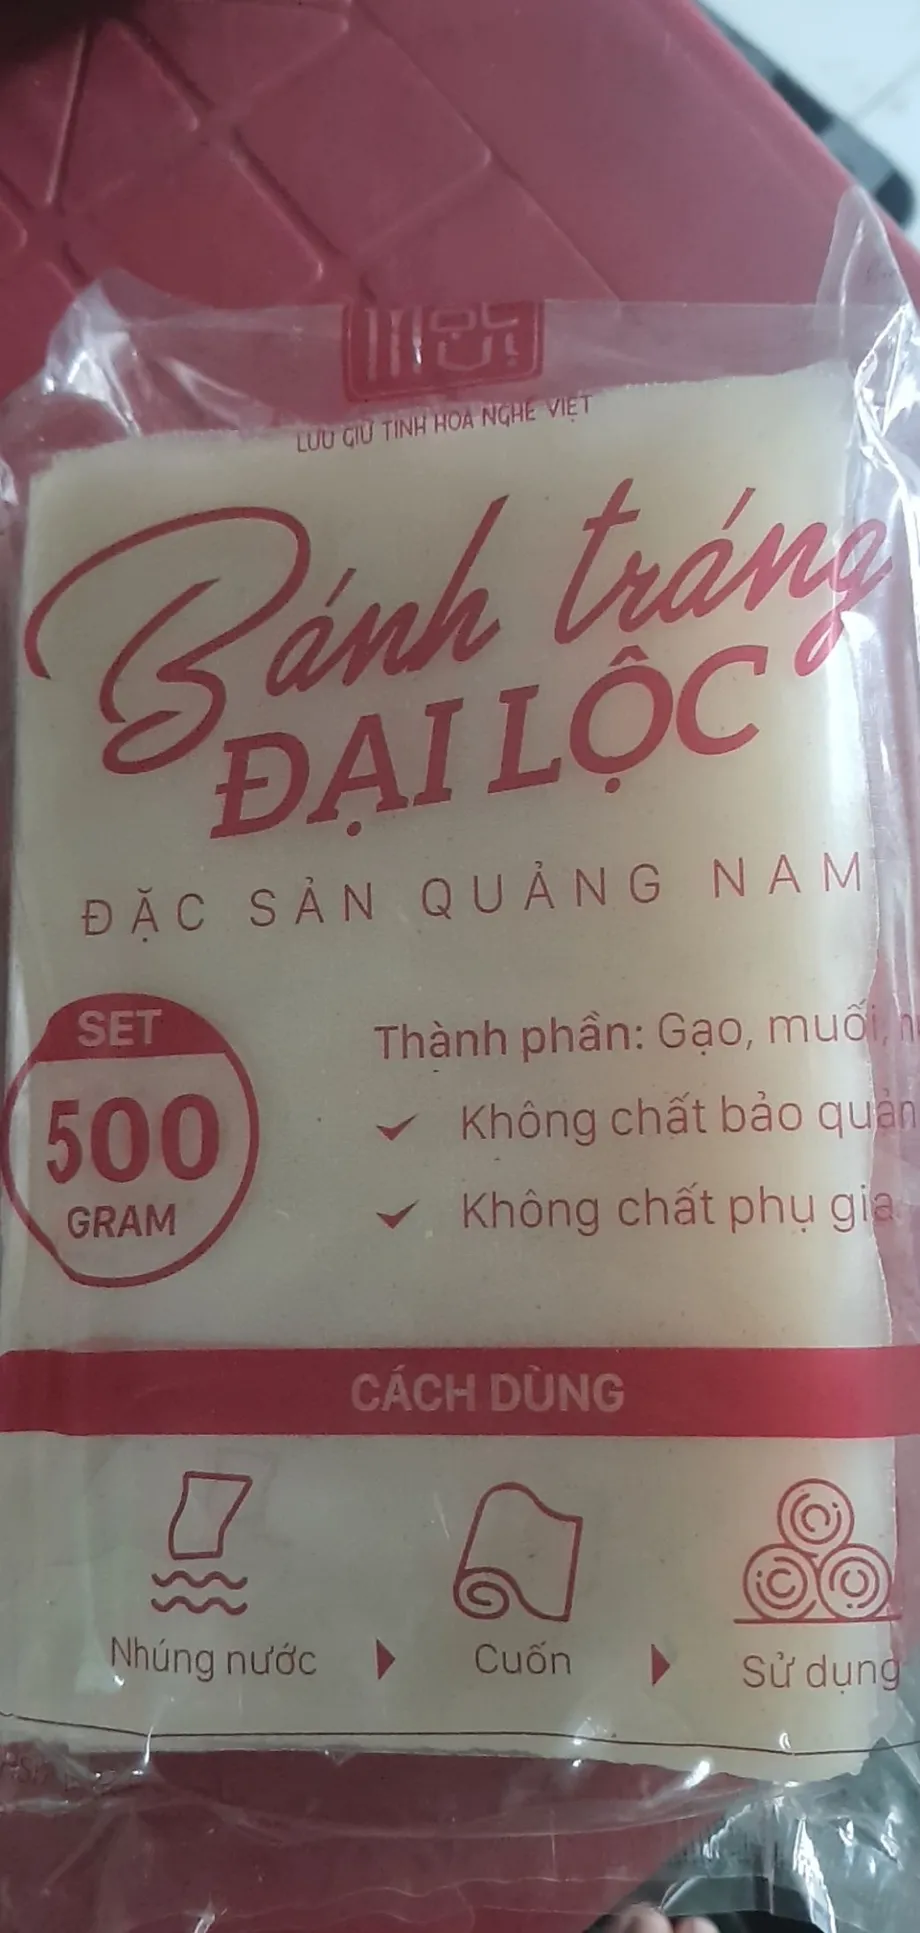 LƯU GIỮ TINH HOA NGHỀ VIỆT
Bánh tráng
ĐẠI LỘC
ĐẶC SẢN QUẢNG NAM
SET
500
GRAM
Thành phần: Gạo, muối,
Không chất bảo quản
Không chất phụ gia
CÁCH DÙNG
Nhúng nước
Cuốn
Sử dụng